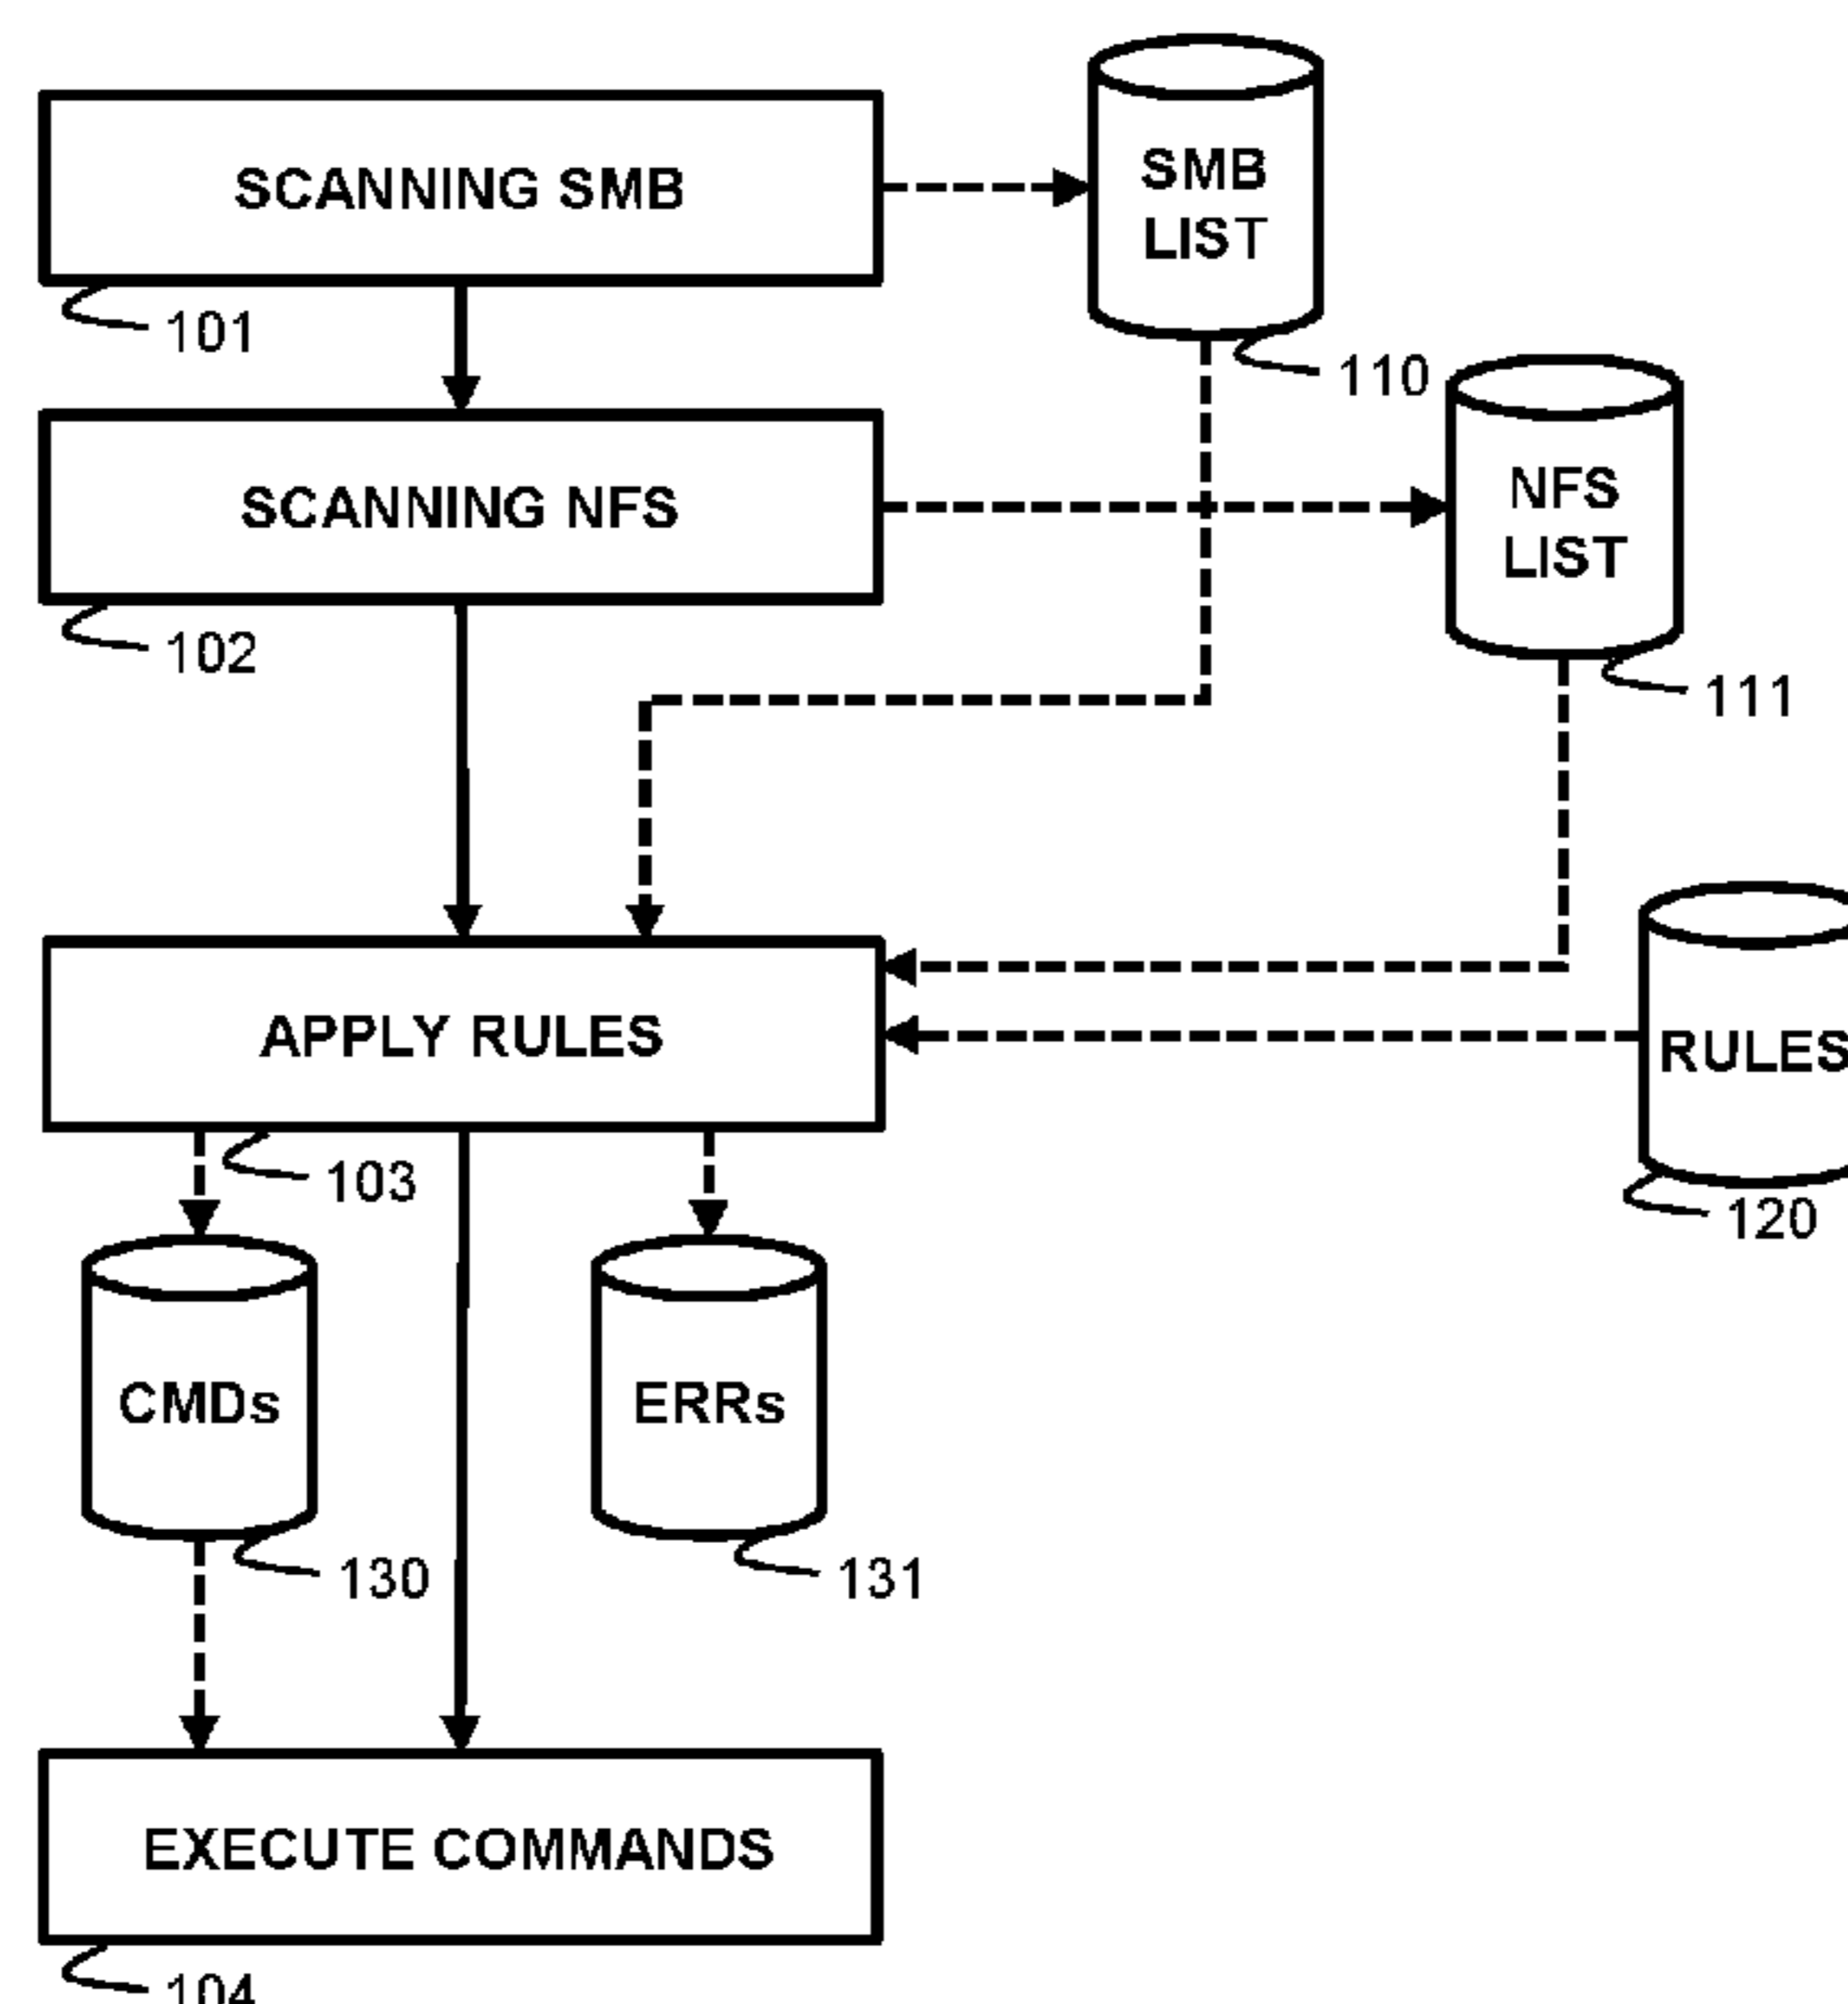 SCANNING SMB
SMB
LIST
101
110
SCANNING NFS
NFS
LIST
102
111
APPLY RULES
RULES
103
120
CMDs
ERRs
130
131
EXECUTE COMMANDS
104